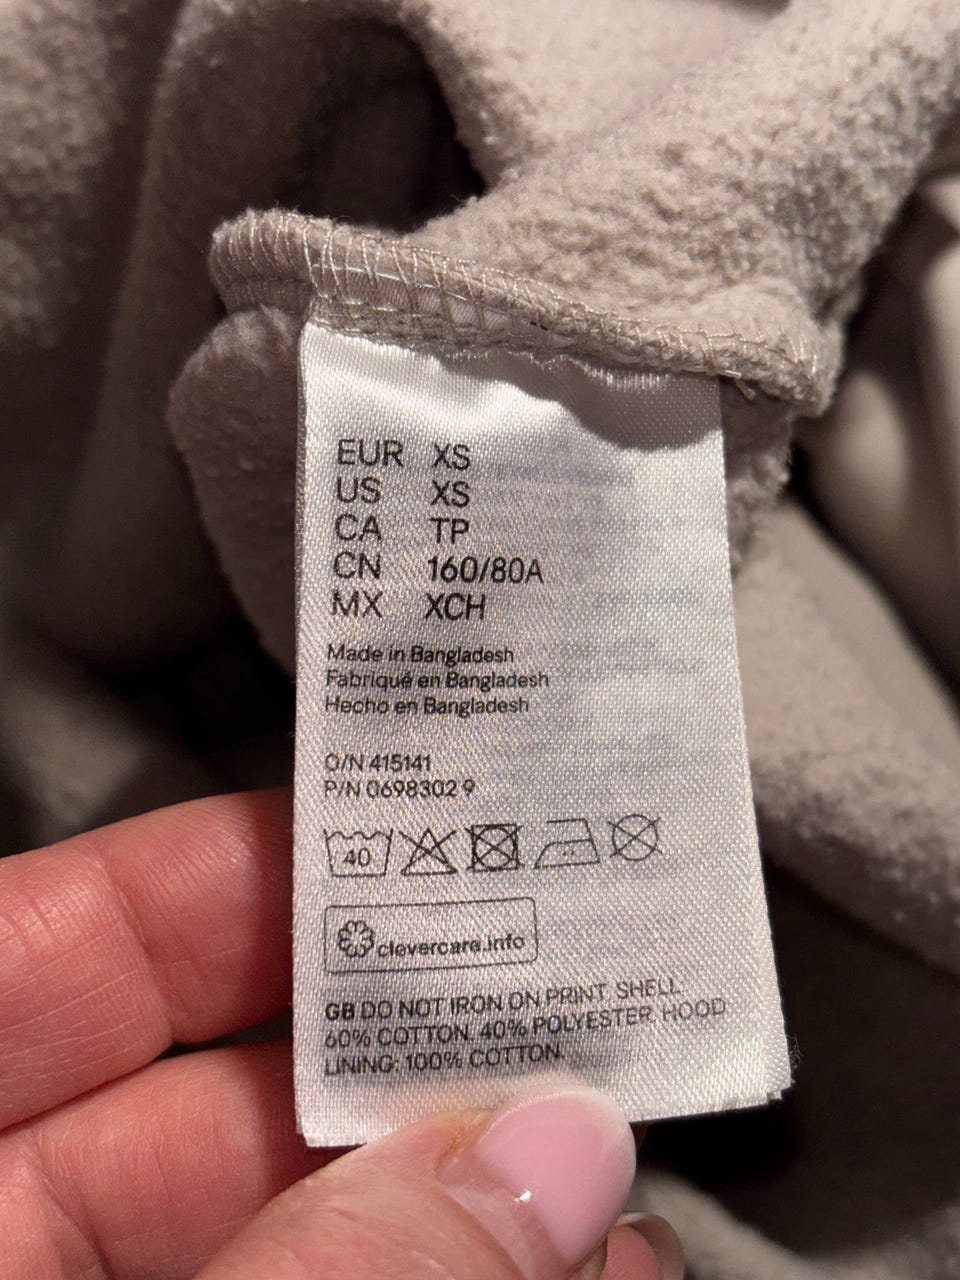 EUR XS
US XS
CA TP
CN 160/80A
MX XCH
Made in Bangladesh
Fabriqué en Bangladesh
Hecho en Bangladesh
O/N 415141
P/N 0698302 9
40
clevercare.info
GB DO NOT IRON ON PRINT. SHELL:
60% COTTON. 40% POLYESTER. HOOD
LINING: 100% COTTON.